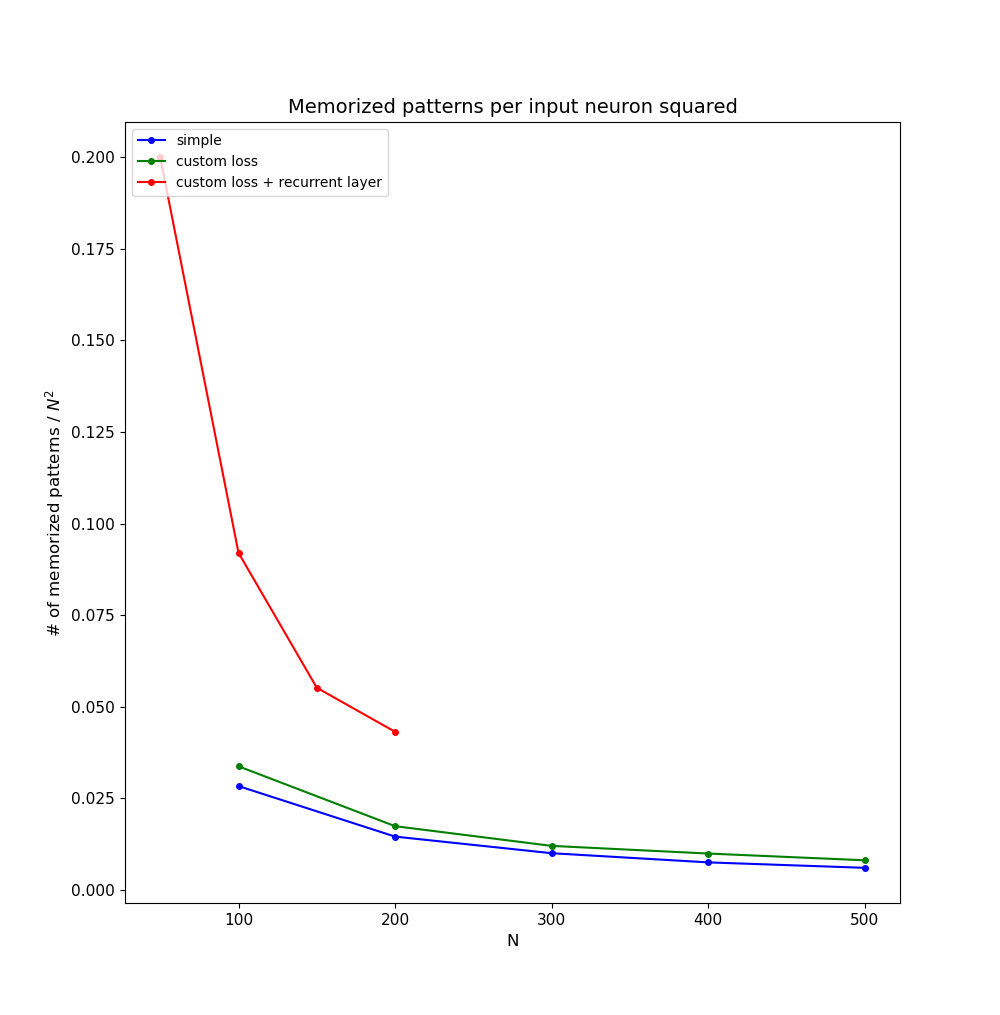 Memorized patterns per input neuron squared
simple
custom loss
custom loss + recurrent layer
# of memorized patterns / N²
0.200
0.175
0.150
0.125
0.100
0.075
0.050
0.025
0.000
100 200 300 400 500
N